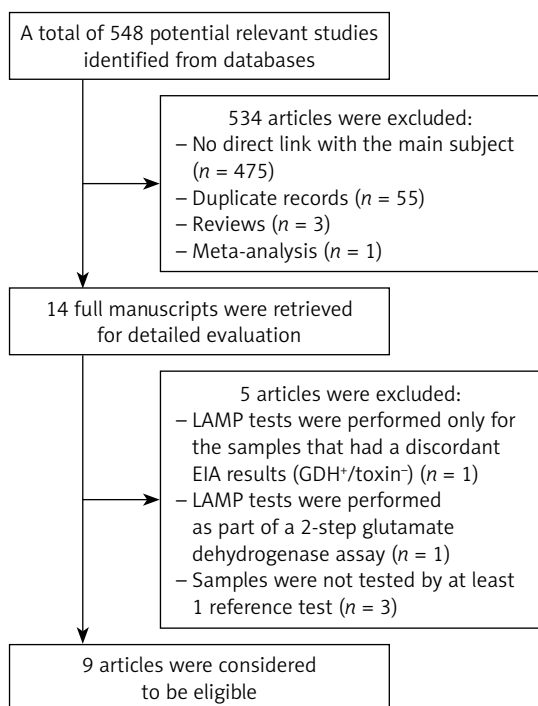 A total of 548 potential relevant studies
identified from databases
534 articles were excluded:
– No direct link with the main subject
(n = 475)
– Duplicate records (n = 55)
– Reviews (n = 3)
– Meta-analysis (n = 1)
14 full manuscripts were retrieved
for detailed evaluation
5 articles were excluded:
– LAMP tests were performed only for
the samples that had a discordant
EIA results (GDH⁺/toxin⁻) (n = 1)
– LAMP tests were performed
as part of a 2-step glutamate
dehydrogenase assay (n = 1)
– Samples were not tested by at least
1 reference test (n = 3)
9 articles were considered
to be eligible